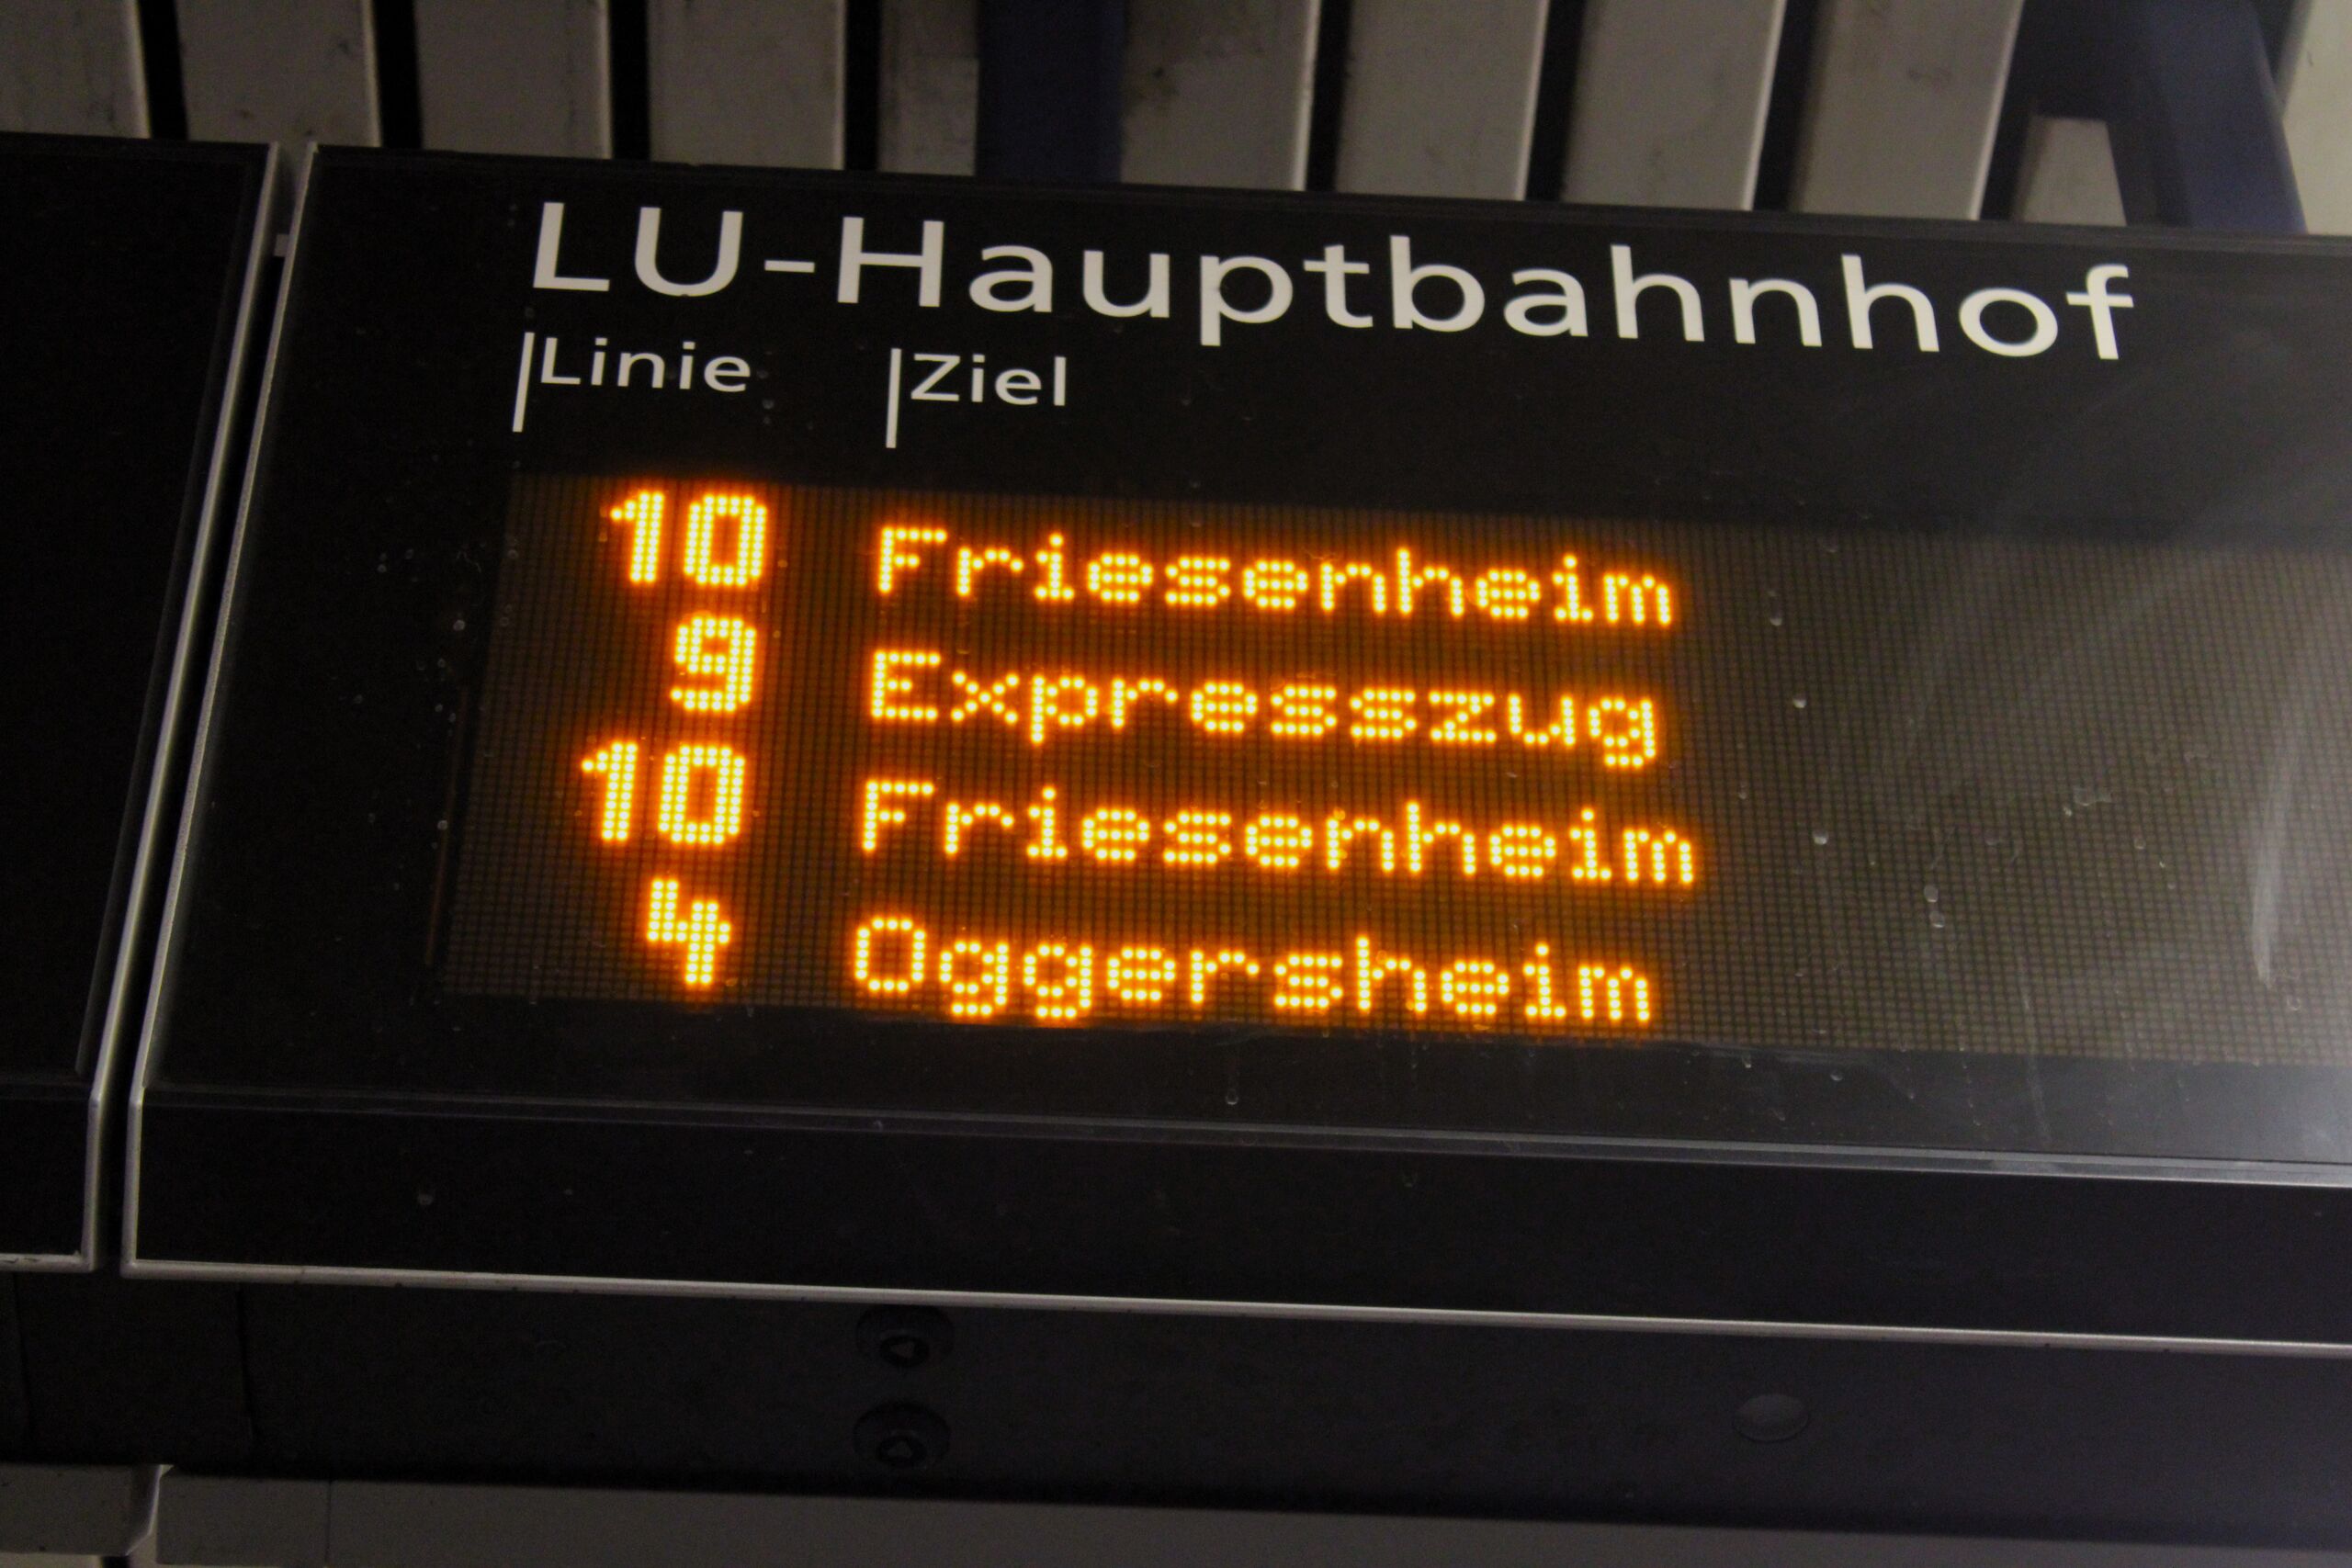 LU-Hauptbahnhof
Linie Ziel
10 Friesenheim
9 Expresszug
10 Friesenheim
4 Oggersheim